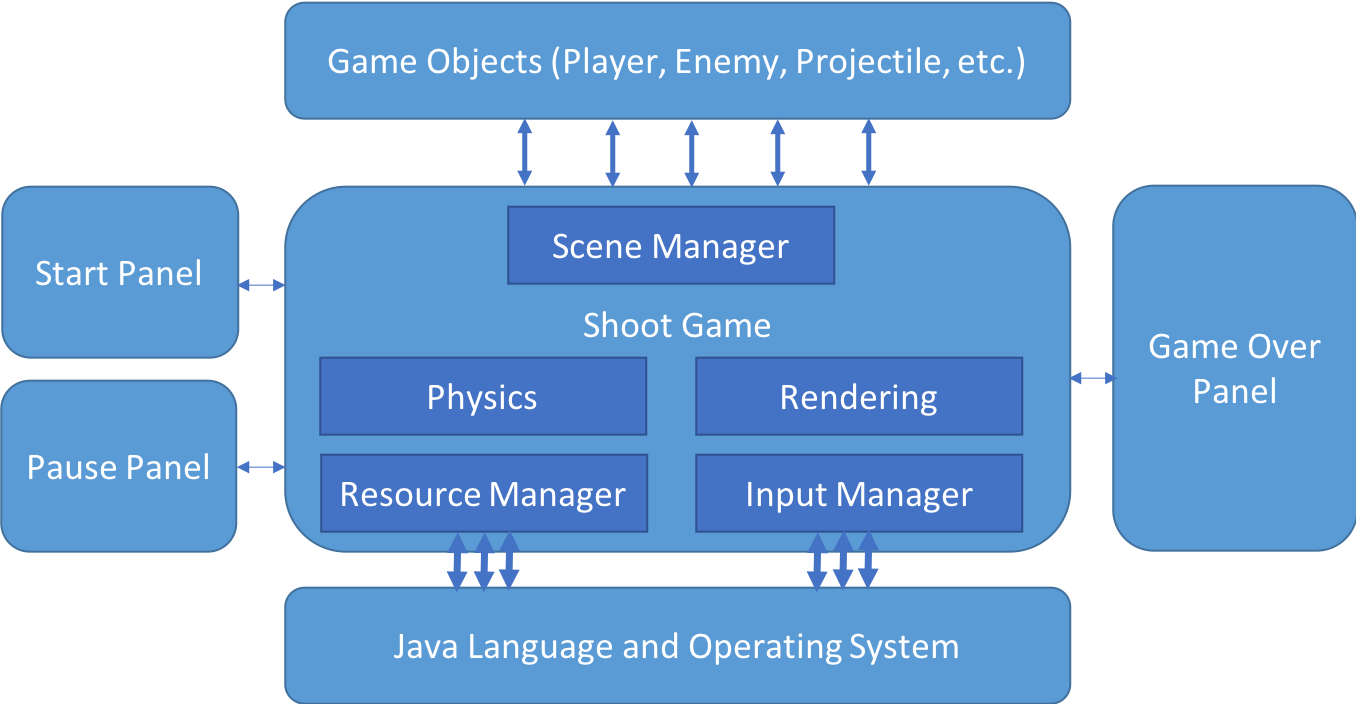 Game Objects (Player, Enemy, Projectile, etc.)
Scene Manager
Start Panel
Shoot Game
Game Over
Panel
Physics
Rendering
Pause Panel
Resource Manager
Input Manager
Java Language and Operating System